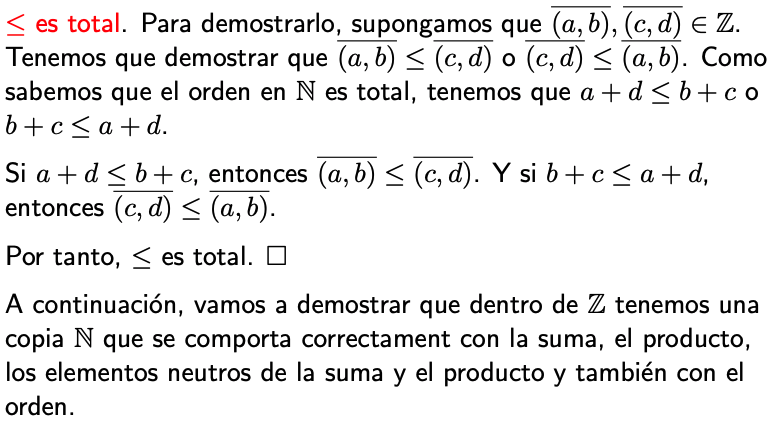 ≤ es total. Para demostrarlo, supongamos que $\overline{(a, b)}, \overline{(c, d)} \in \mathbb{Z}$.
Tenemos que demostrar que $\overline{(a, b)} \leq \overline{(c, d)}$ o $\overline{(c, d)} \leq \overline{(a, b)}$. Como
sabemos que el orden en $\mathbb{N}$ es total, tenemos que $a + d \leq b + c$ o
$b + c \leq a + d$.
Si $a + d \leq b + c$, entonces $\overline{(a, b)} \leq \overline{(c, d)}$. Y si $b + c \leq a + d$,
entonces $\overline{(c, d)} \leq \overline{(a, b)}$.
Por tanto, ≤ es total. □
A continuación, vamos a demostrar que dentro de $\mathbb{Z}$ tenemos una
copia $\mathbb{N}$ que se comporta correctament con la suma, el producto,
los elementos neutros de la suma y el producto y también con el
orden.